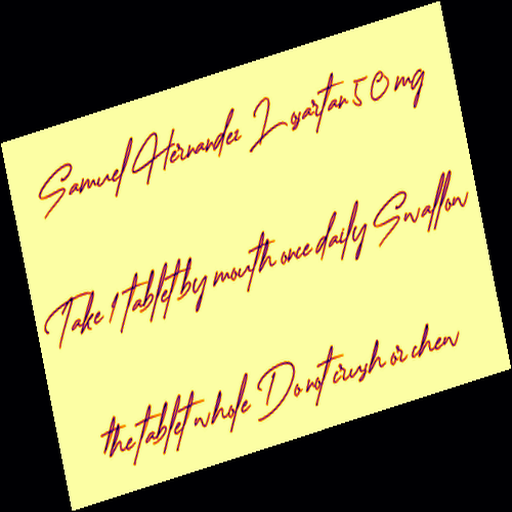 Samuel Hernandez Losartan 50 mg
Take 1 tablet by mouth once daily Swallow
the tablet whole Do not crush or chew